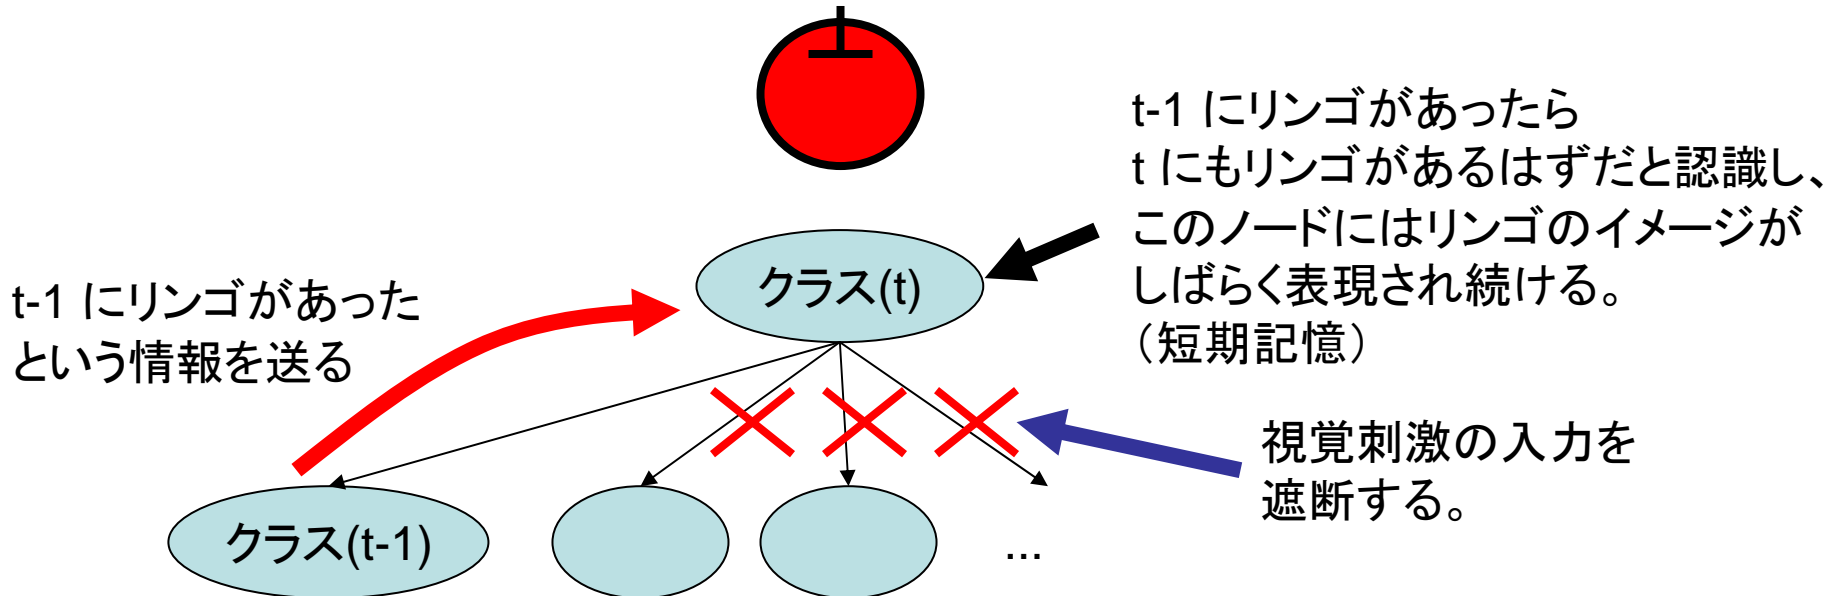 t-1 にリンゴがあったら
t にもリンゴがあるはずだと認識し、
このノードにはリンゴのイメージが
しばらく表現され続ける。
（短期記憶）
クラス(t)
t-1 にリンゴがあった
という情報を送る
視覚刺激の入力を
遮断する。
クラス(t-1)
...